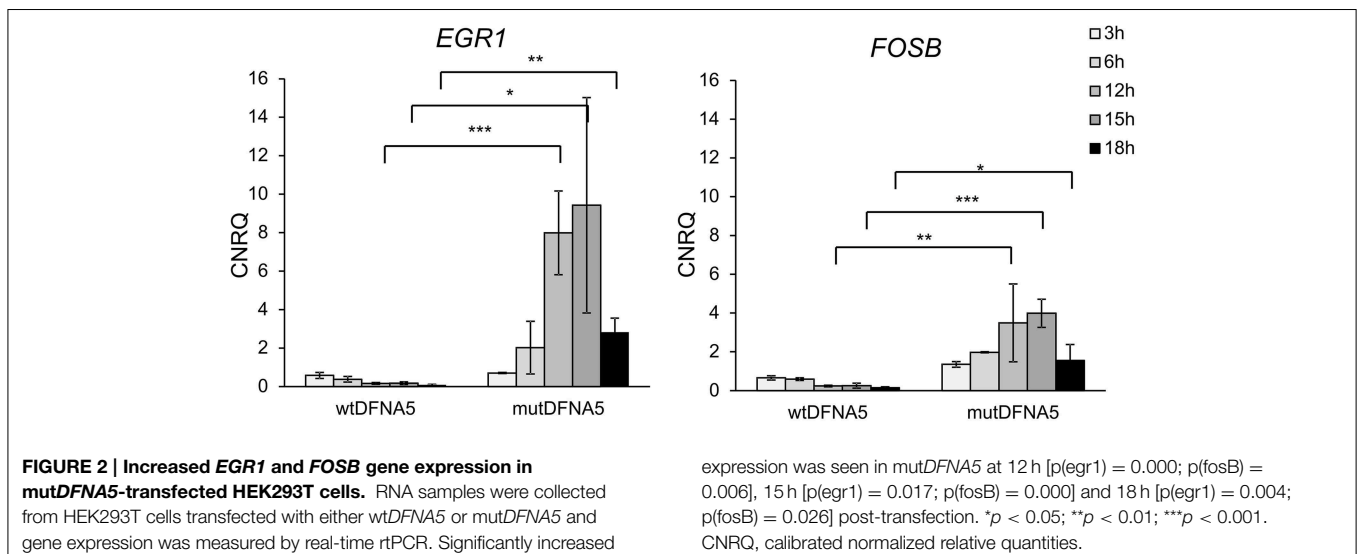 EGR1
FOSB
3h
6h
12h
15h
18h
16
14
12
10
8
6
4
2
0
CNRQ
**
*
***
wtDFNA5
mutDFNA5
16
14
12
10
8
6
4
2
0
CNRQ
*
***
**
wtDFNA5
mutDFNA5
FIGURE 2 | Increased EGR1 and FOSB gene expression in
mutDFNA5-transfected HEK293T cells. RNA samples were collected
from HEK293T cells transfected with either wtDFNA5 or mutDFNA5 and
gene expression was measured by real-time rtPCR. Significantly increased
expression was seen in mutDFNA5 at 12 h [p(egr1) = 0.000; p(fosB) =
0.006], 15 h [p(egr1) = 0.017; p(fosB) = 0.000] and 18 h [p(egr1) = 0.004;
p(fosB) = 0.026] post-transfection. *p < 0.05; **p < 0.01; ***p < 0.001.
CNRQ, calibrated normalized relative quantities.